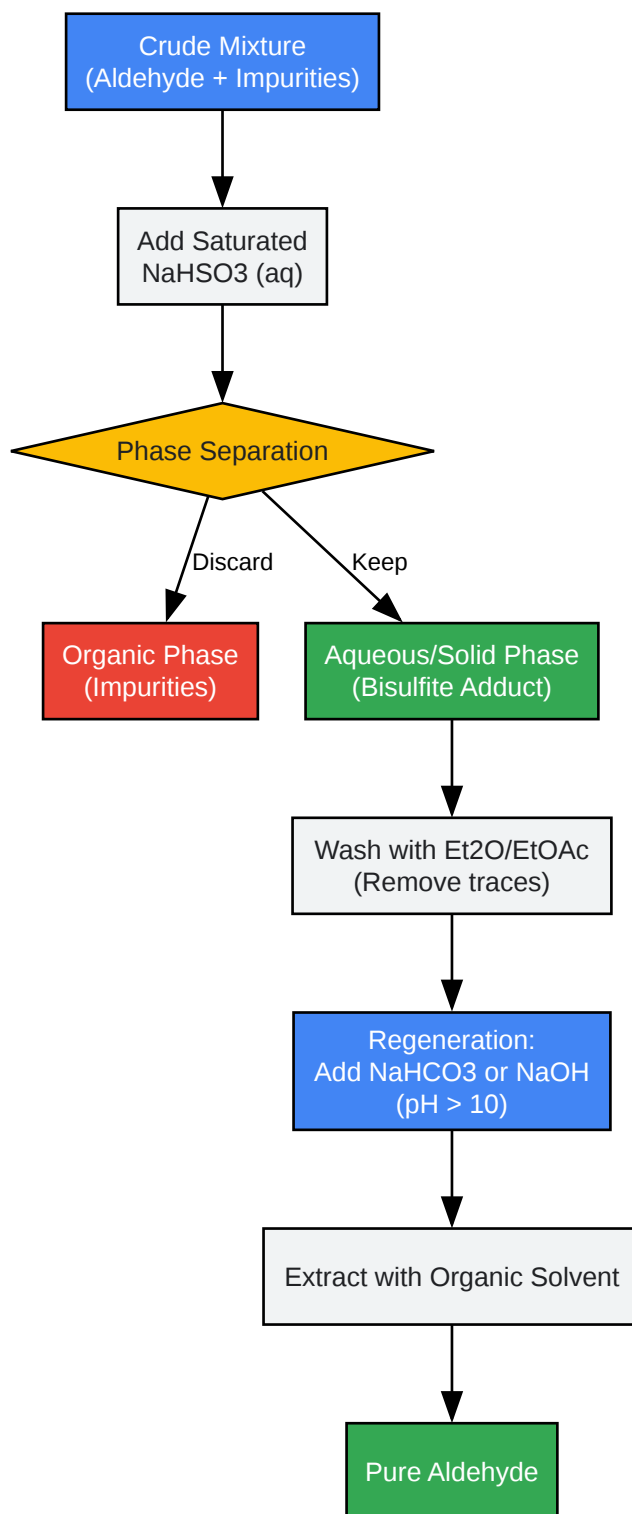 Crude Mixture
(Aldehyde + Impurities)
Add Saturated
NaHSO3 (aq)
Phase Separation
Discard
Keep
Organic Phase
(Impurities)
Aqueous/Solid Phase
(Bisulfite Adduct)
Wash with Et2O/EtOAc
(Remove traces)
Regeneration:
Add NaHCO3 or NaOH
(pH > 10)
Extract with Organic Solvent
Pure Aldehyde